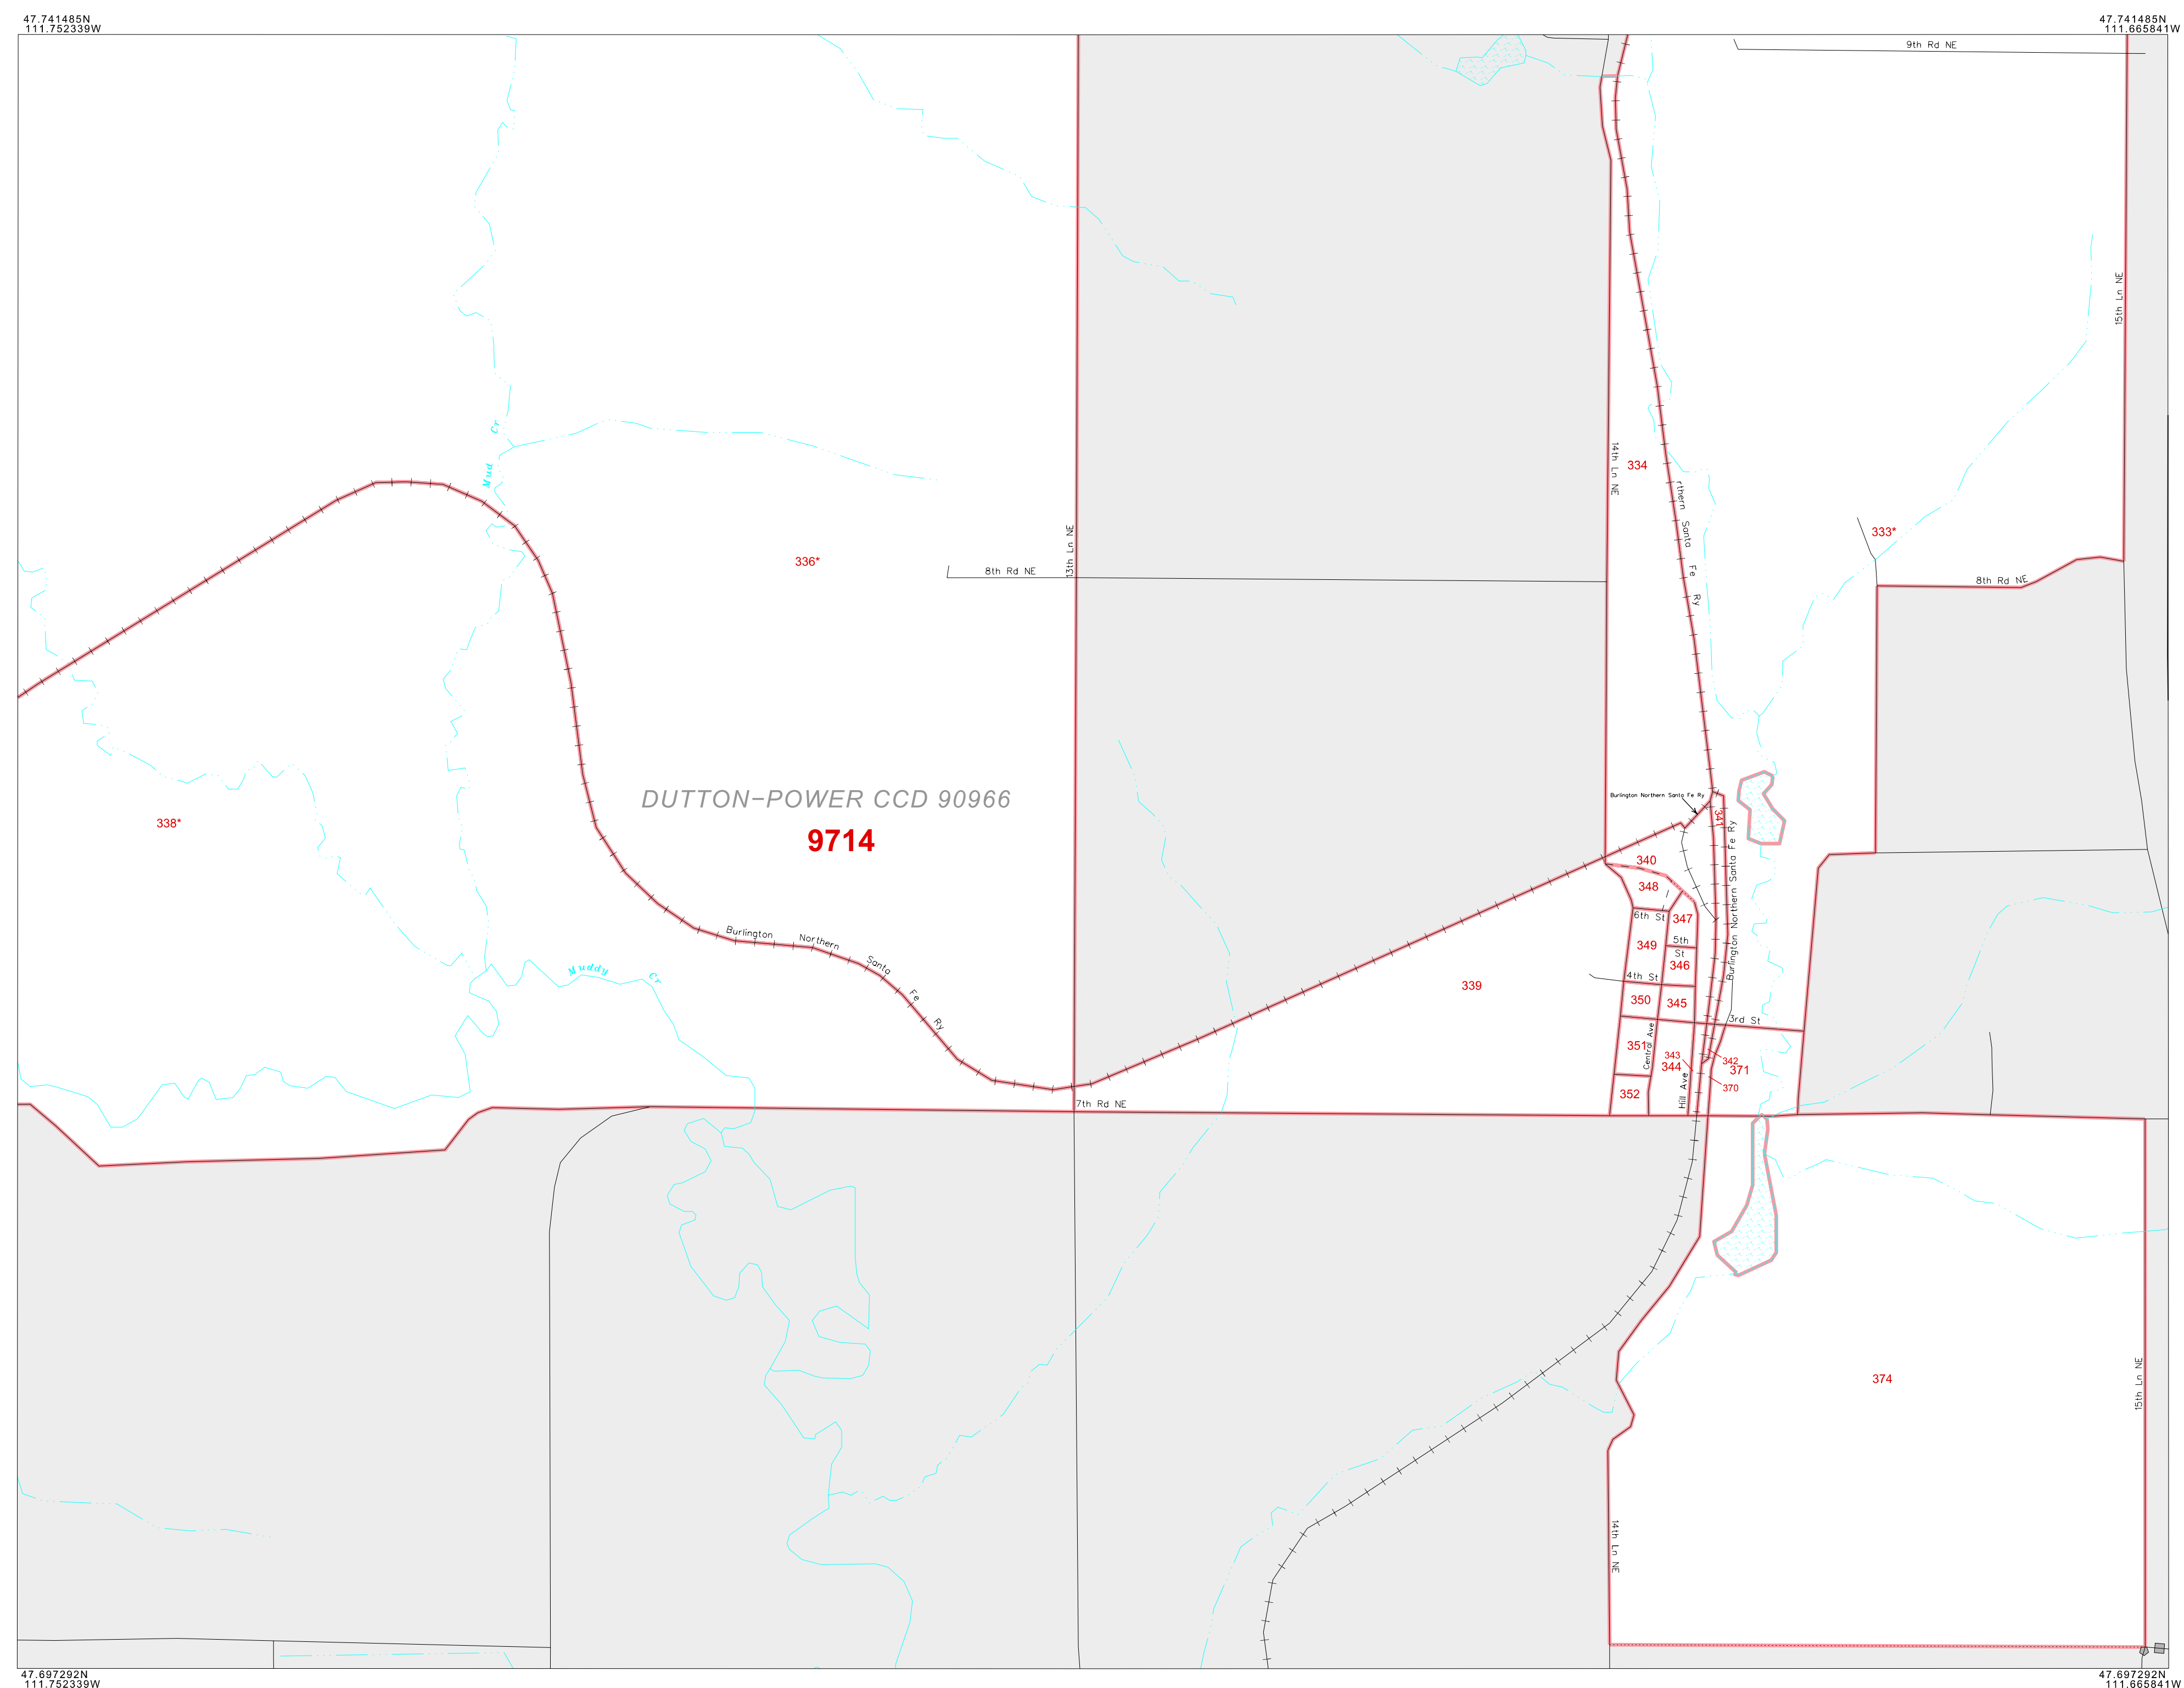 47.741485N
111.752339W
47.741485N
111.665841W
9th Rd NE
15th Ln NE
Mud Cr
14th Ln NE
334
rthern Santa Fe Ry
333*
336*
13th Ln NE
8th Rd NE
8th Rd NE
DUTTON-POWER CCD 90966
9714
338*
Burlington Northern Santa Fe Ry
341
Burlington Northern Santa Fe Ry
340
348
347
6th St
349
5th St
346
Burlington Northern Santa Fe Ry
Muddy Cr
339
4th St
350
345
3rd St
351
Central Ave
343
344
342
371
370
352
Hill Ave
7th Rd NE
374
15th Ln NE
14th Ln NE
47.697292N
111.752339W
47.697292N
111.665841W